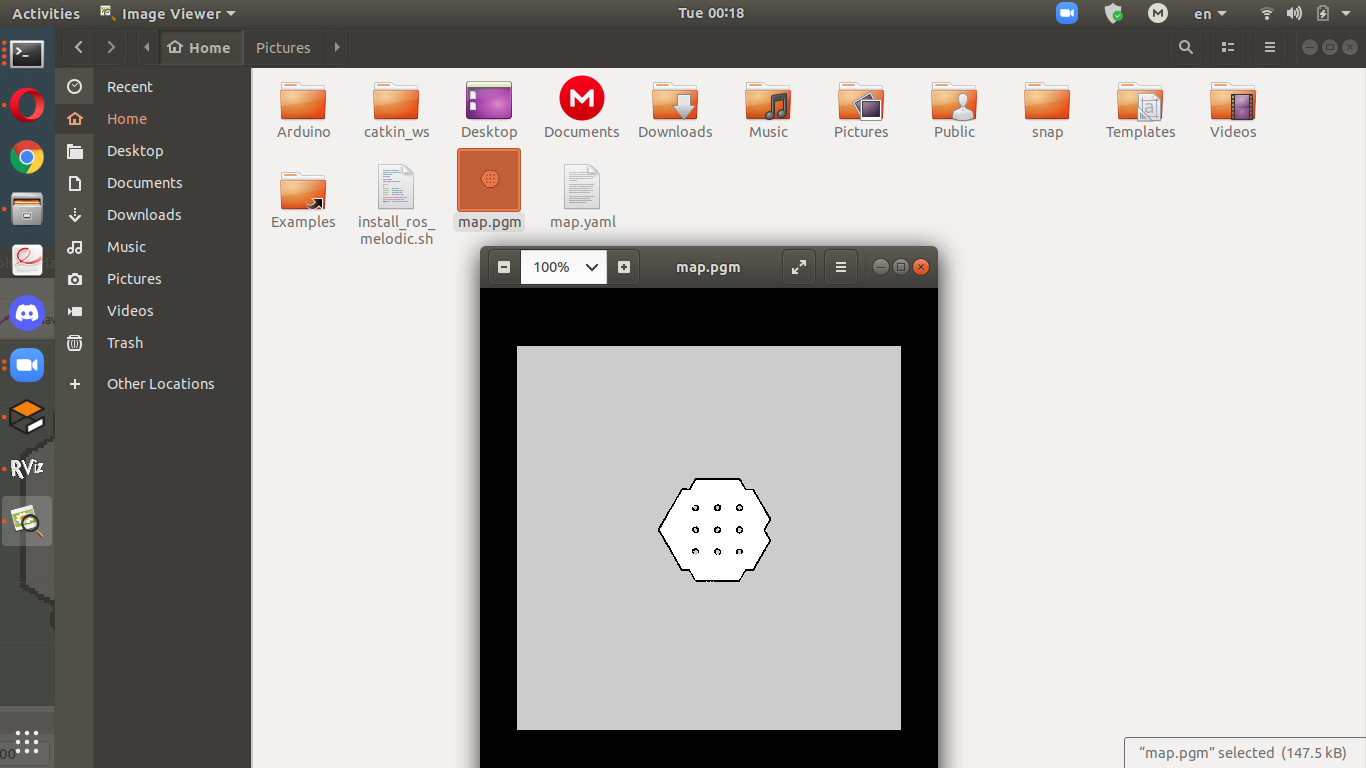 Activities
Image Viewer
Tue 00:18
M
en
Home
Pictures
Recent
Home
Desktop
Documents
Downloads
Music
Pictures
Videos
Trash
Other Locations
Arduino
catkin_ws
Desktop
Documents
Downloads
Music
Pictures
Public
snap
Templates
Videos
Examples
install_ros_
melodic.sh
map.pgm
map.yaml
100%
map.pgm
RViz
“map.pgm” selected (147.5 kB)